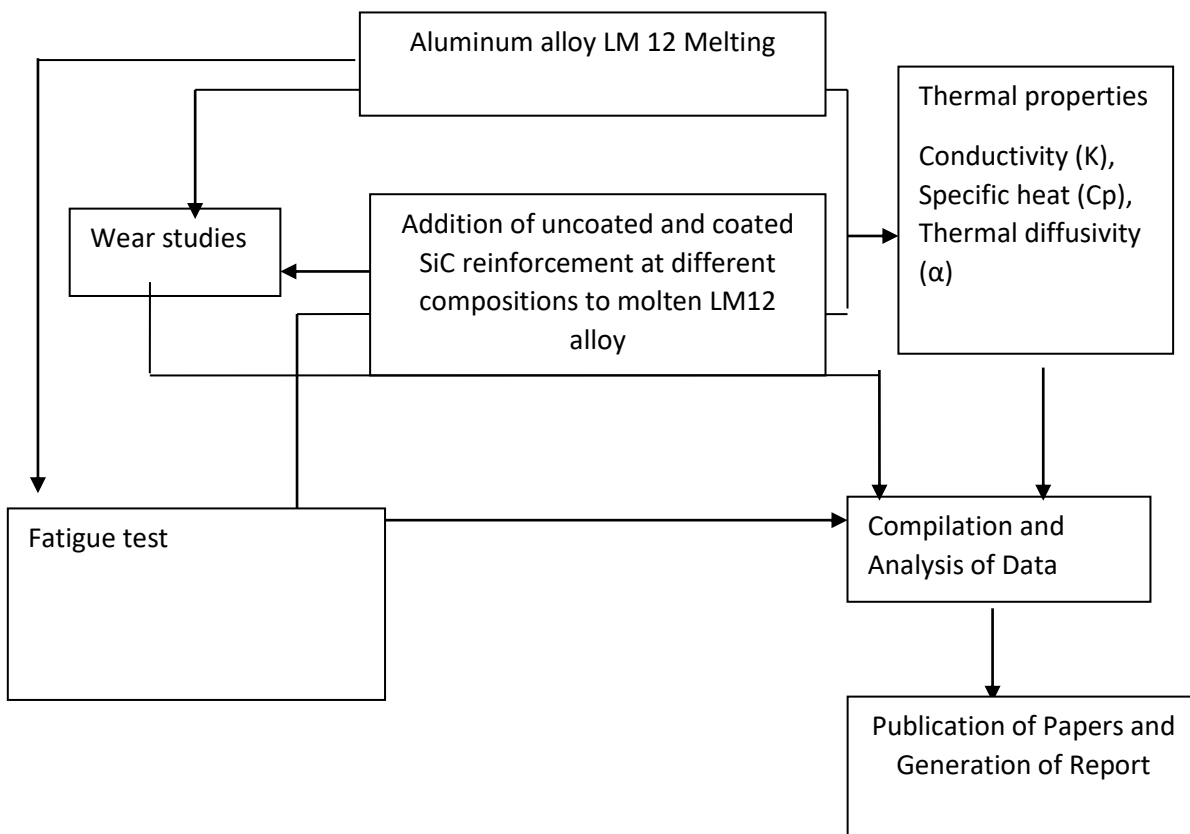 Aluminum alloy LM 12 Melting
Thermal properties
Conductivity (K),
Specific heat (Cp),
Thermal diffusivity
(α)
Wear studies
Addition of uncoated and coated
SiC reinforcement at different
compositions to molten LM12
alloy
Fatigue test
Compilation and
Analysis of Data
Publication of Papers and
Generation of Report